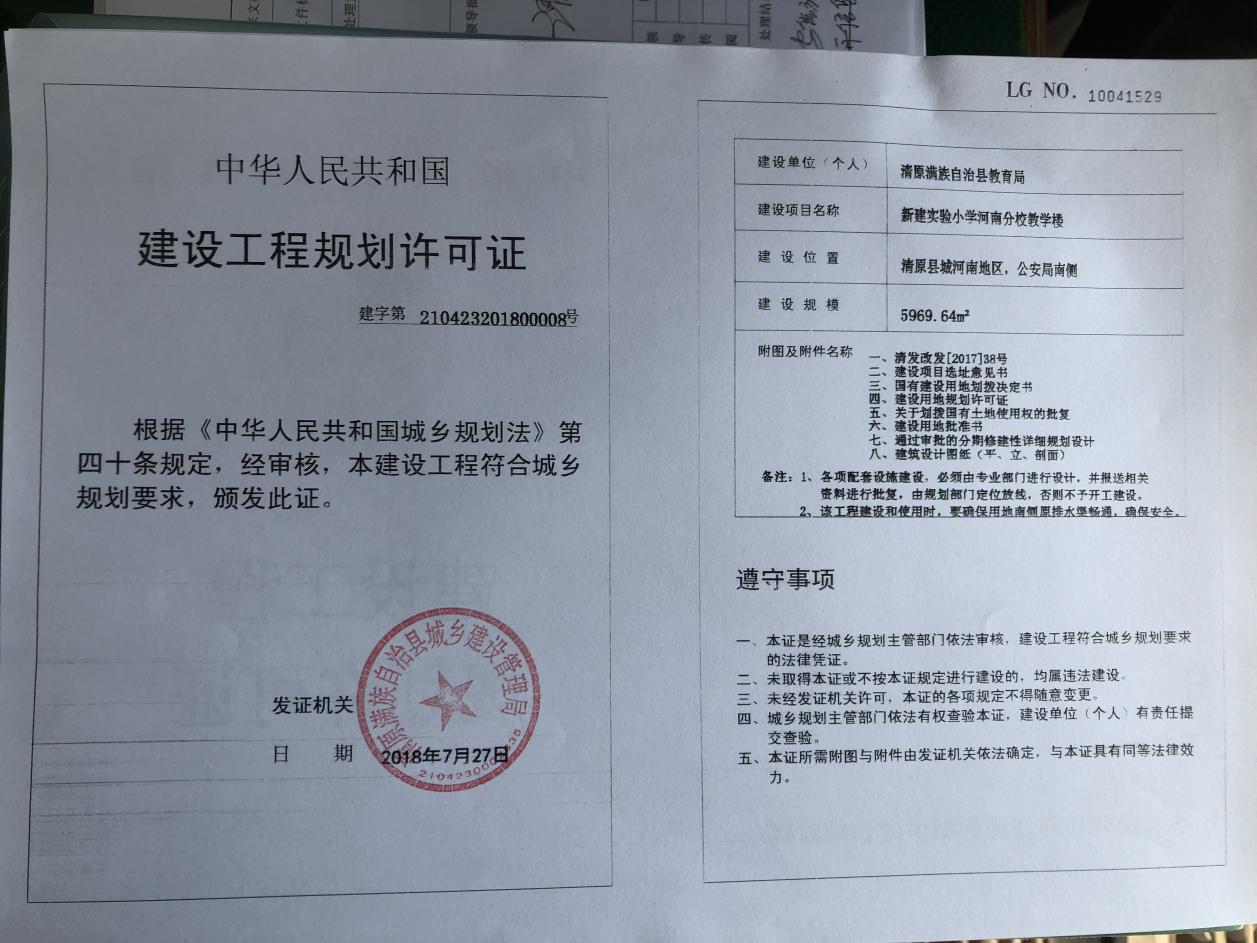 中华人民共和国
建设工程规划许可证
建字第 210423201800008号
根据《中华人民共和国城乡规划法》第
四十条规定，经审核，本建设工程符合城乡
规划要求，颁发此证。
发证机关
日 期 2018年7月27日
原满族自治县城乡建设管理局
LG NO. 10041529
建设单位（个人） 清原满族自治县教育局
建设项目名称 新建实验小学河南分校教学楼
建设位置 清原县城河南地区，公安局南侧
建设规模 5969.64㎡
附图及附件名称
一、清发改发[2017]38号
二、建设项目选址意见书
三、国有建设用地划拨决定书
四、建设用地规划许可证
五、关于划拨国有土地使用权的批复
六、建设用地批准书
七、通过审批的分期修建性详细规划设计
八、建筑设计图纸（平、立、剖面）
备注：1、各项配套设施建设，必须由专业部门进行设计，并报送相关
资料进行批复，由规划部门定位放线，否则不予开工建设。
2、该工程建设和使用时，要确保用地南侧原排水渠畅通，确保安全。
遵守事项
一、本证是经城乡规划主管部门依法审核，建设工程符合城乡规划要求
的法律凭证。
二、未取得本证或不按本证规定进行建设的，均属违法建设。
三、未经发证机关许可，本证的各项规定不得随意变更。
四、城乡规划主管部门依法有权查验本证，建设单位（个人）有责任提
交查验。
五、本证所需附图与附件由发证机关依法确定，与本证具有同等法律效
力。